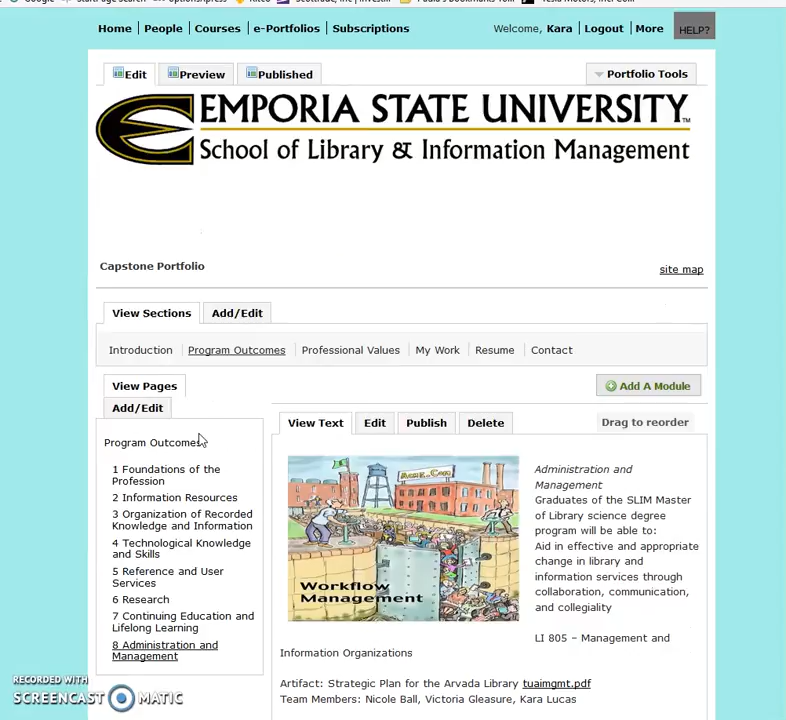 Home People Courses e-Portfolios Subscriptions Welcome, Kara Logout More HELP?
Edit Preview Published Portfolio Tools
EMPORIA STATE UNIVERSITY TM
School of Library & Information Management
Capstone Portfolio
site map
View Sections Add/Edit
Introduction Program Outcomes Professional Values My Work Resume Contact
View Pages
Add/Edit
Program Outcomes
1 Foundations of the
Profession
2 Information Resources
3 Organization of Recorded
Knowledge and Information
4 Technological Knowledge
and Skills
5 Reference and User
Services
6 Research
7 Continuing Education and
Lifelong Learning
8 Administration and
Management
Add A Module
View Text Edit Publish Delete Drag to reorder
Workflow
Management
Administration and
Management
Graduates of the SLIM Master
of Library science degree
program will be able to:
Aid in effective and appropriate
change in library and
information services through
collaboration, communication,
and collegiality
LI 805 – Management and
Information Organizations
Artifact: Strategic Plan for the Arvada Library tuaimgmt.pdf
Team Members: Nicole Ball, Victoria Gleasure, Kara Lucas
RECORDED WITH
SCREENCAST MATIC